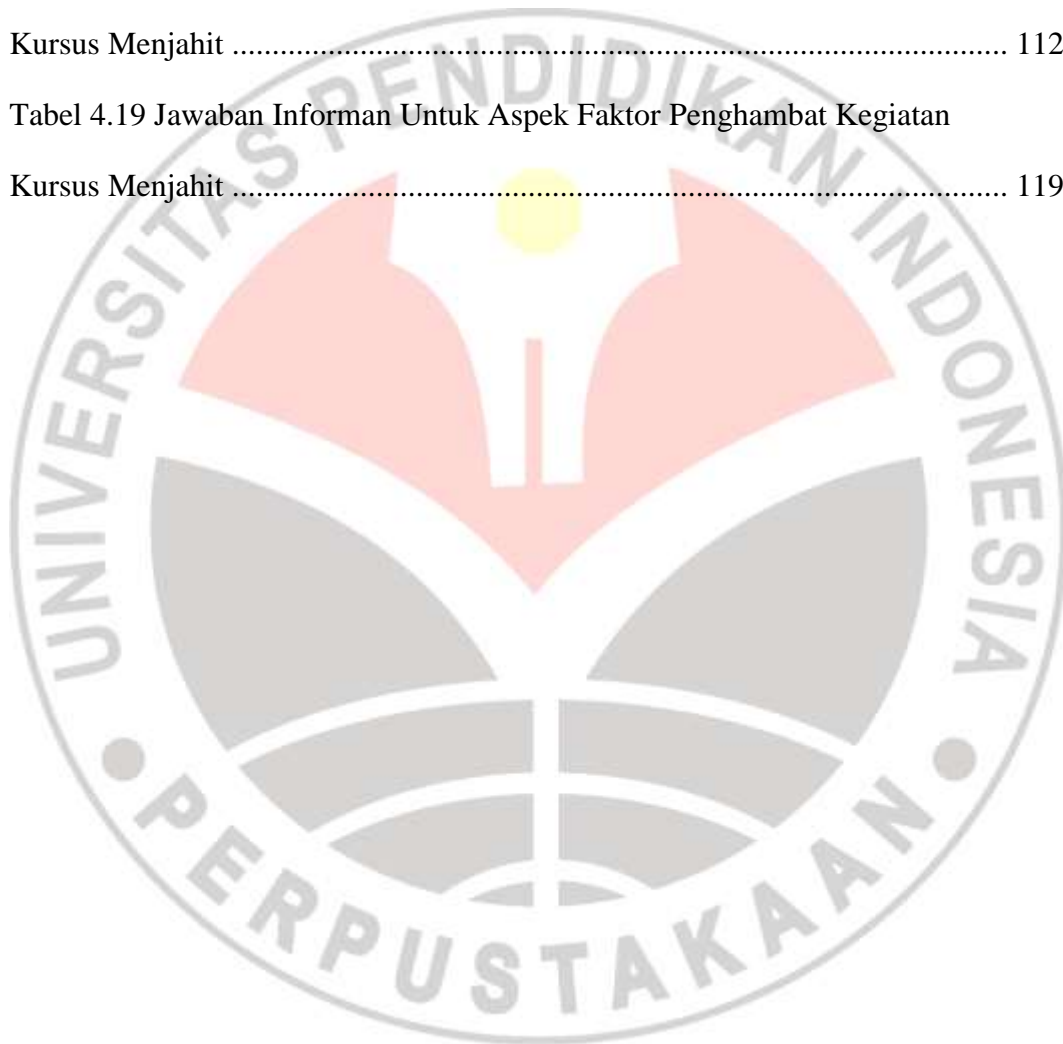 Kursus Menjahit ................................................................................................ 112
Tabel 4.19 Jawaban Informan Untuk Aspek Faktor Penghambat Kegiatan
Kursus Menjahit ................................................................................................ 119
UNIVERSITAS PENDIDIKAN INDONESIA
PERPUSTAKAAN